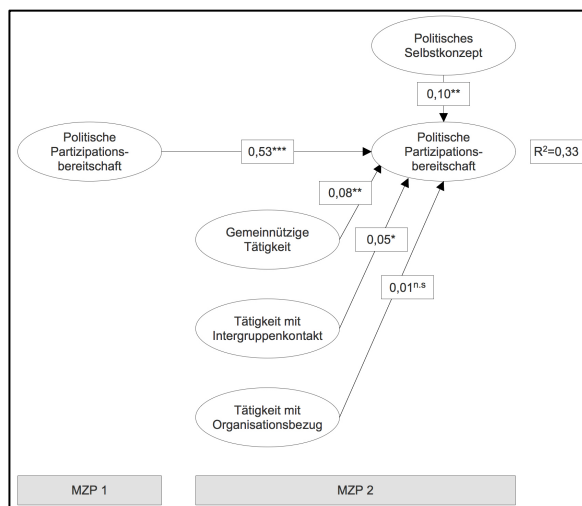 Politisches
Selbstkonzept
0,10**
Politische
Partizipations-
bereitschaft
0,53***
Politische
Partizipations-
bereitschaft
R²=0,33
0,08**
Gemeinnützige
Tätigkeit
0,05*
0,01ⁿ·ˢ
Tätigkeit mit
Intergruppenkontakt
Tätigkeit mit
Organisationsbezug
MZP 1
MZP 2